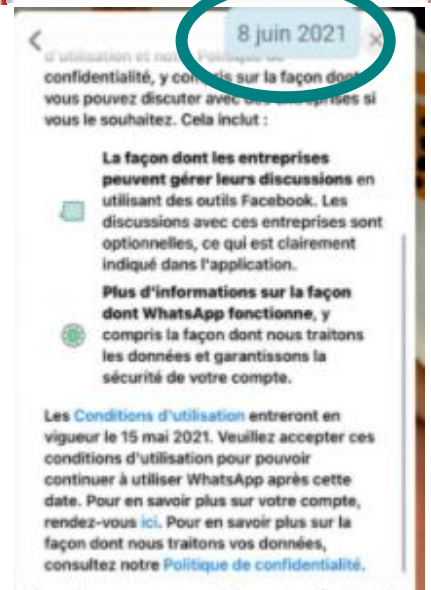 8 juin 2021
d'utilisation et notre Politique de
confidentialité, y compris sur la façon dont
vous pouvez discuter avec des entreprises si
vous le souhaitez. Cela inclut :
La façon dont les entreprises
peuvent gérer leurs discussions en
utilisant des outils Facebook. Les
discussions avec ces entreprises sont
optionnelles, ce qui est clairement
indiqué dans l'application.
Plus d'informations sur la façon
dont WhatsApp fonctionne, y
compris la façon dont nous traitons
les données et garantissons la
sécurité de votre compte.
Les Conditions d'utilisation entreront en
vigueur le 15 mai 2021. Veuillez accepter ces
conditions d'utilisation pour pouvoir
continuer à utiliser WhatsApp après cette
date. Pour en savoir plus sur votre compte,
rendez-vous ici. Pour en savoir plus sur la
façon dont nous traitons vos données,
consultez notre Politique de confidentialité.